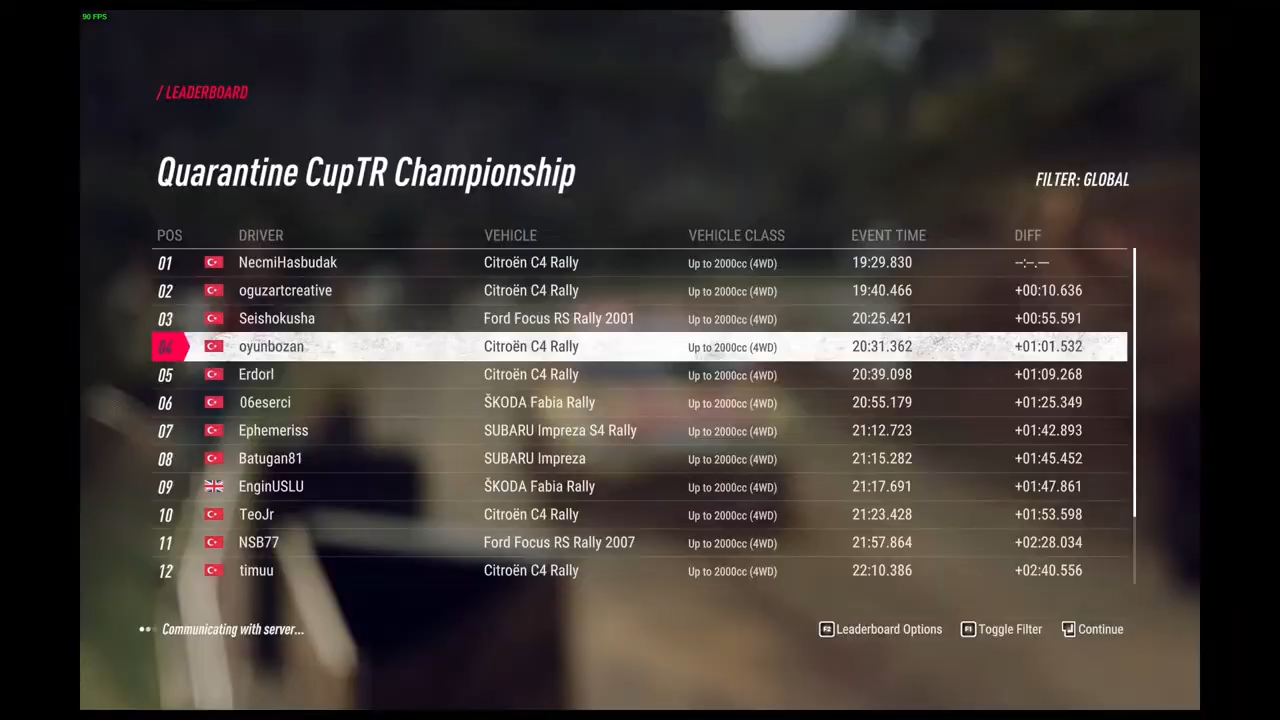 90 FPS
/ LEADERBOARD
Quarantine CupTR Championship
FILTER: GLOBAL
POS DRIVER VEHICLE VEHICLE CLASS EVENT TIME DIFF
01 NecmiHasbudak Citroën C4 Rally Up to 2000cc (4WD) 19:29.830 --:--.---
02 oguzartcreative Citroën C4 Rally Up to 2000cc (4WD) 19:40.466 +00:10.636
03 Seishokusha Ford Focus RS Rally 2001 Up to 2000cc (4WD) 20:25.421 +00:55.591
04 oyunbozan Citroën C4 Rally Up to 2000cc (4WD) 20:31.362 +01:01.532
05 Erdorl Citroën C4 Rally Up to 2000cc (4WD) 20:39.098 +01:09.268
06 06eserci ŠKODA Fabia Rally Up to 2000cc (4WD) 20:55.179 +01:25.349
07 Ephemeriss SUBARU Impreza S4 Rally Up to 2000cc (4WD) 21:12.723 +01:42.893
08 Batugan81 SUBARU Impreza Up to 2000cc (4WD) 21:15.282 +01:45.452
09 EnginUSLU ŠKODA Fabia Rally Up to 2000cc (4WD) 21:17.691 +01:47.861
10 TeoJr Citroën C4 Rally Up to 2000cc (4WD) 21:23.428 +01:53.598
11 NSB77 Ford Focus RS Rally 2007 Up to 2000cc (4WD) 21:57.864 +02:28.034
12 timuu Citroën C4 Rally Up to 2000cc (4WD) 22:10.386 +02:40.556
Communicating with server... F2 Leaderboard Options F1 Toggle Filter Continue